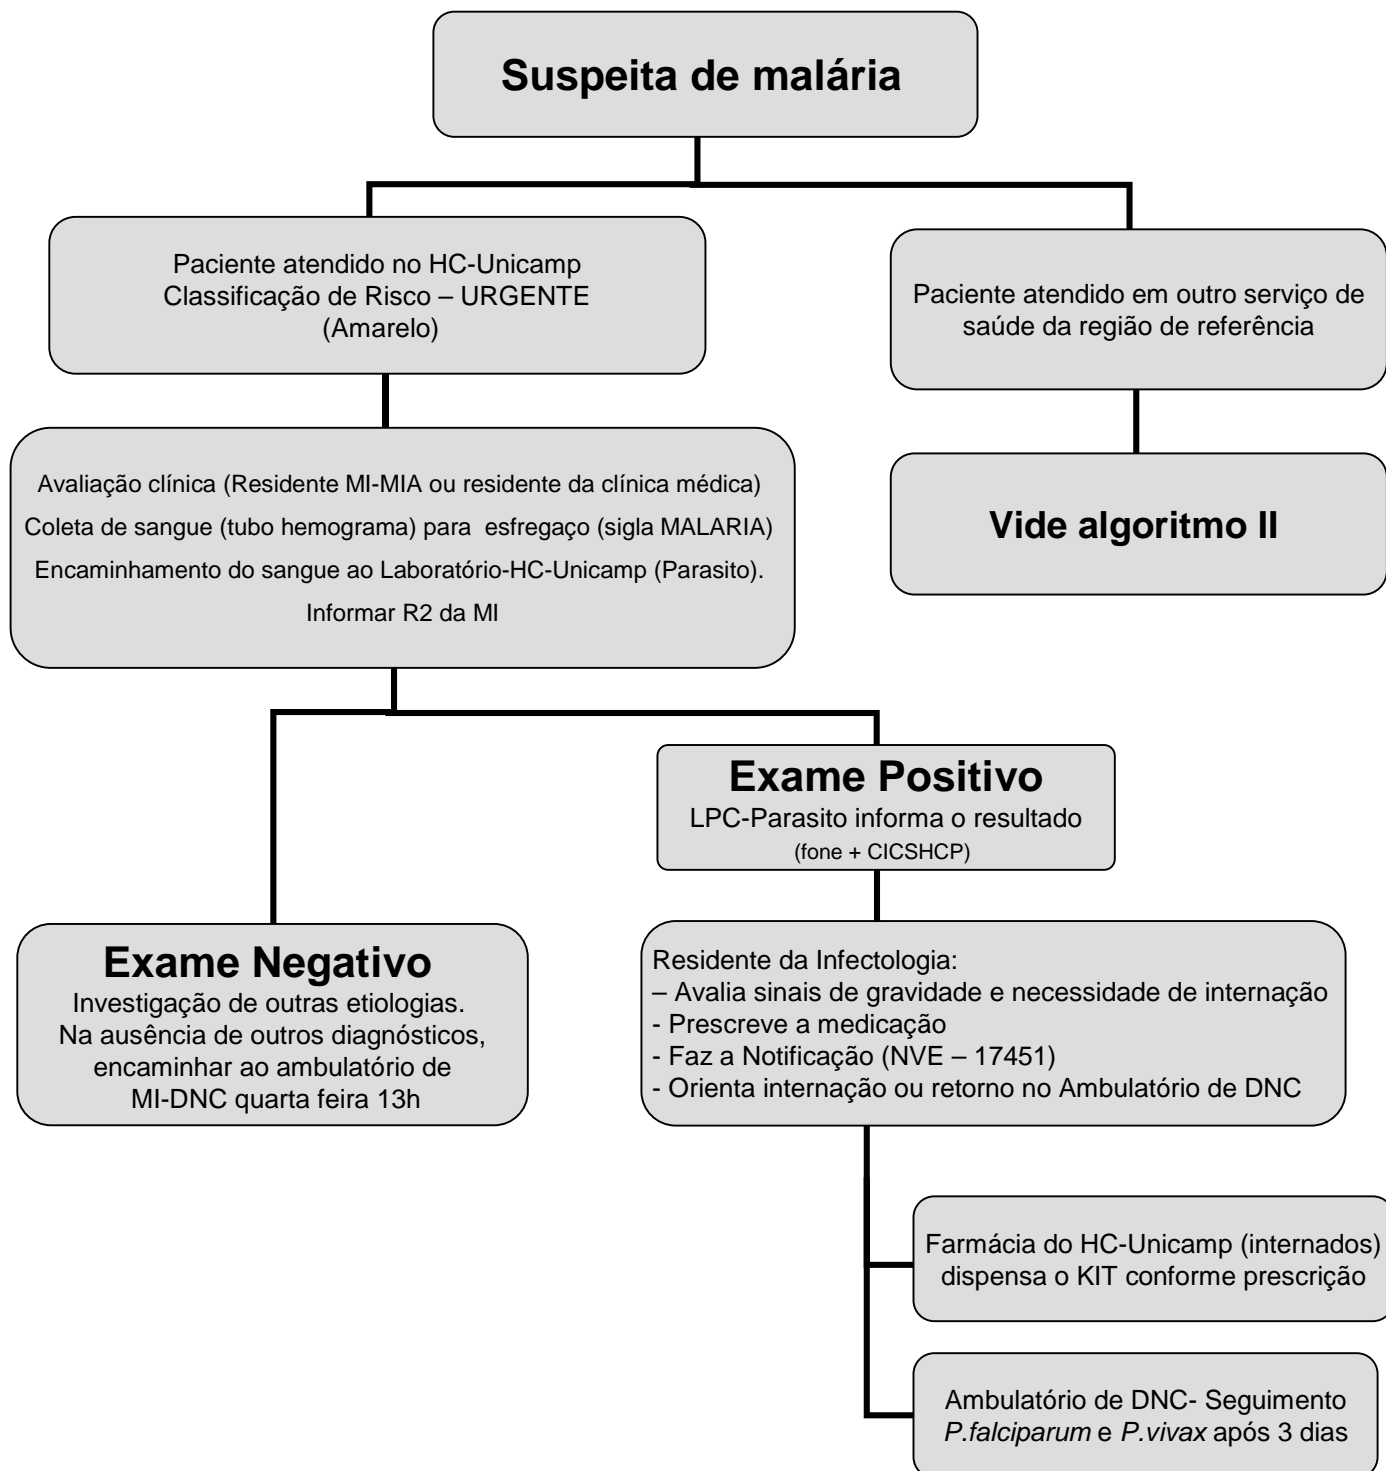 Suspeita de malária
Paciente atendido no HC-Unicamp
Classificação de Risco – URGENTE
(Amarelo)
Paciente atendido em outro serviço de
saúde da região de referência
Avaliação clínica (Residente MI-MIA ou residente da clínica médica)
Coleta de sangue (tubo hemograma) para esfregaço (sigla MALARIA)
Encaminhamento do sangue ao Laboratório-HC-Unicamp (Parasito).
Informar R2 da MI
Vide algoritmo II
Exame Positivo
LPC-Parasito informa o resultado
(fone + CICSHCP)
Exame Negativo
Investigação de outras etiologias.
Na ausência de outros diagnósticos,
encaminhar ao ambulatório de
MI-DNC quarta feira 13h
Residente da Infectologia:
– Avalia sinais de gravidade e necessidade de internação
- Prescreve a medicação
- Faz a Notificação (NVE – 17451)
- Orienta internação ou retorno no Ambulatório de DNC
Farmácia do HC-Unicamp (internados)
dispensa o KIT conforme prescrição
Ambulatório de DNC- Seguimento
P.falciparum e P.vivax após 3 dias